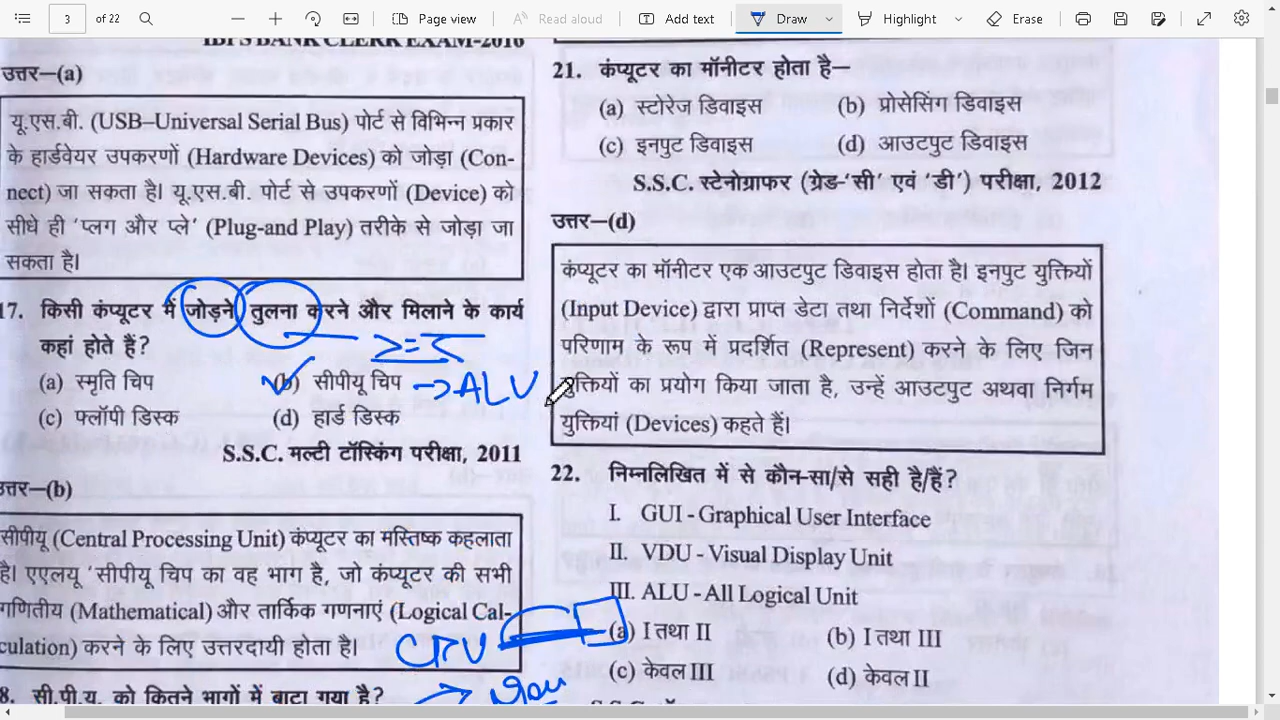 3
of 22
Page view
Read aloud
Add text
Draw
Highlight
Erase
IBPS BANK CLERK EXAM-2016
उत्तर—(a)
यू.एस.बी. (USB–Universal Serial Bus) पोर्ट से विभिन्न प्रकार
के हार्डवेयर उपकरणों (Hardware Devices) को जोड़ा (Con-
nect) जा सकता है। यू.एस.बी. पोर्ट से उपकरणों (Device) को
सीधे ही 'प्लग और प्ले' (Plug-and Play) तरीके से जोड़ा जा
सकता है।
17. किसी कंप्यूटर में जोड़ने तुलना करने और मिलाने के कार्य
कहां होते हैं?
(a) स्मृति चिप (b) सीपीयू चिप → ALU
(c) फ्लॉपी डिस्क (d) हार्ड डिस्क
S.S.C. मल्टी टॉस्किंग परीक्षा, 2011
उत्तर—(b)
सीपीयू (Central Processing Unit) कंप्यूटर का मस्तिष्क कहलाता
है। एएलयू 'सीपीयू चिप का वह भाग है, जो कंप्यूटर की सभी
गणितीय (Mathematical) और तार्किक गणनाएं (Logical Cal-
culation) करने के लिए उत्तरदायी होता है।
CPU
8. सी.पी.यू. को कितने भागों में बाटा गया है?
21. कंप्यूटर का मॉनीटर होता है—
(a) स्टोरेज डिवाइस (b) प्रोसेसिंग डिवाइस
(c) इनपुट डिवाइस (d) आउटपुट डिवाइस
S.S.C. स्टेनोग्राफर (ग्रेड-'सी' एवं 'डी') परीक्षा, 2012
उत्तर—(d)
कंप्यूटर का मॉनीटर एक आउटपुट डिवाइस होता है। इनपुट युक्तियों
(Input Device) द्वारा प्राप्त डेटा तथा निर्देशों (Command) को
परिणाम के रूप में प्रदर्शित (Represent) करने के लिए जिन
युक्तियों का प्रयोग किया जाता है, उन्हें आउटपुट अथवा निर्गम
युक्तियां (Devices) कहते हैं।
22. निम्नलिखित में से कौन-सा/से सही है/हैं?
I. GUI - Graphical User Interface
II. VDU - Visual Display Unit
III. ALU - All Logical Unit
(a) I तथा II (b) I तथा III
(c) केवल III (d) केवल II